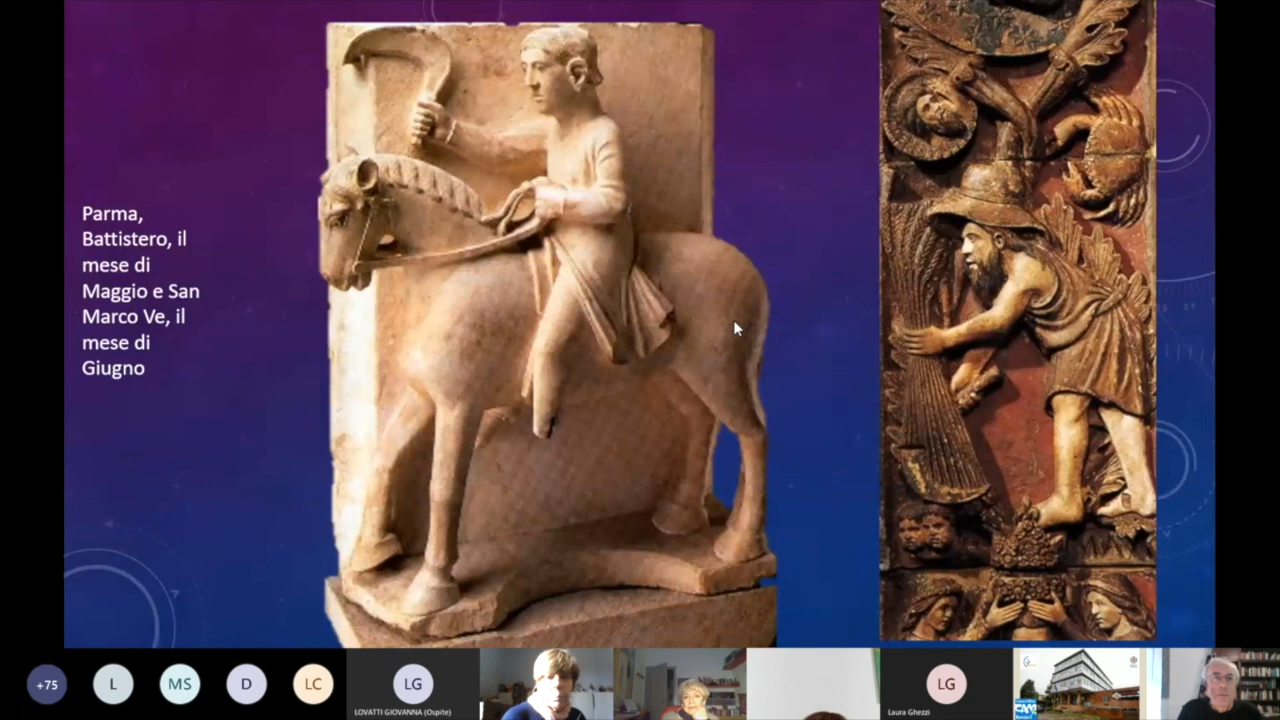 Parma,
Battistero, il
mese di
Maggio e San
Marco Ve, il
mese di
Giugno
+75
L
MS
D
LC
LG
LOVATTI GIOVANNA (Ospite)
LG
Laura Ghezzi